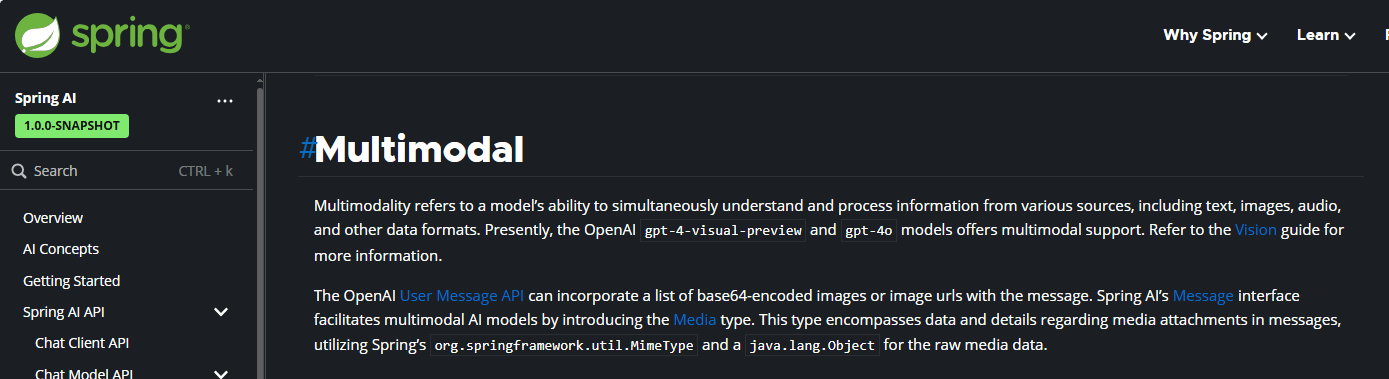 spring
Why Spring
Learn
Spring AI
...
1.0.0-SNAPSHOT
Search
CTRL + k
Overview
AI Concepts
Getting Started
Spring AI API
Chat Client API
Chat Model API
#Multimodal
Multimodality refers to a model’s ability to simultaneously understand and process information from various sources, including text, images, audio,
and other data formats. Presently, the OpenAI gpt-4-visual-preview and gpt-4o models offers multimodal support. Refer to the Vision guide for
more information.
The OpenAI User Message API can incorporate a list of base64-encoded images or image urls with the message. Spring AI’s Message interface
facilitates multimodal AI models by introducing the Media type. This type encompasses data and details regarding media attachments in messages,
utilizing Spring’s org.springframework.util.MimeType and a java.lang.Object for the raw media data.